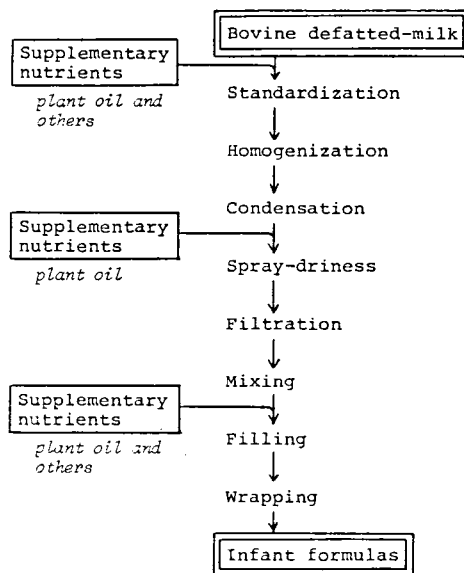 Bovine defatted-milk
Supplementary
nutrients
plant oil and
others
Standardization
Homogenization
Condensation
Supplementary
nutrients
plant oil
Spray-driness
Filtration
Mixing
Supplementary
nutrients
plant oil and
others
Filling
Wrapping
Infant formulas